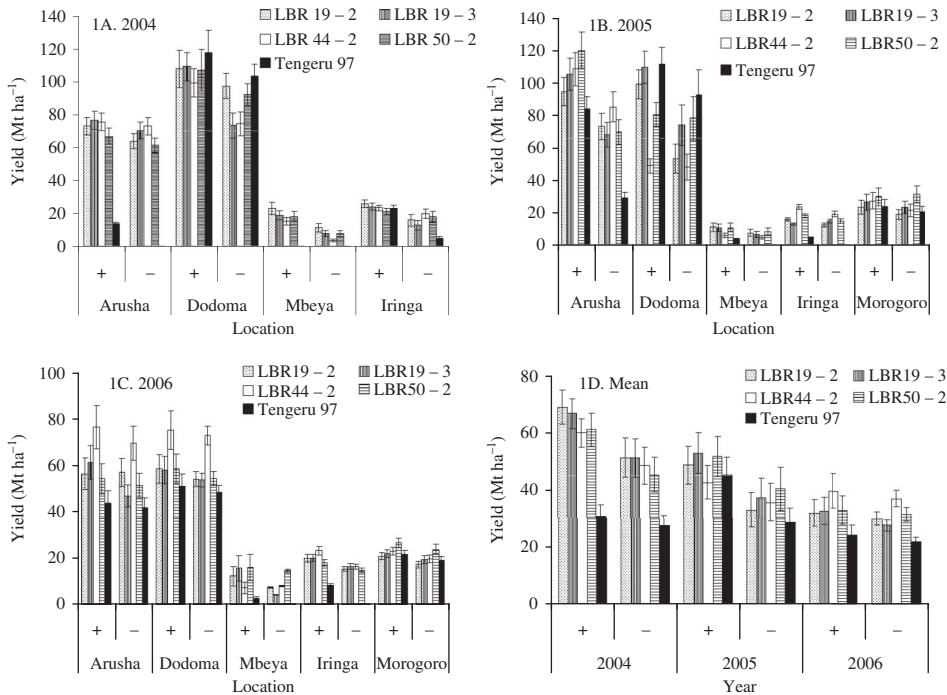 1A. 2004
LBR 19 – 2
LBR 19 – 3
LBR 44 – 2
LBR 50 – 2
Tengeru 97
Yield (Mt ha⁻¹)
140
120
100
80
60
40
20
0
+ – + – + – + –
Arusha Dodoma Mbeya Iringa
Location
1B. 2005
LBR19 – 2
LBR19 – 3
LBR44 – 2
LBR50 – 2
Tengeru 97
Yield (Mt ha⁻¹)
140
120
100
80
60
40
20
0
+ – + – + – + – + –
Arusha Dodoma Mbeya Iringa Morogoro
Location
1C. 2006
LBR19 – 2
LBR19 – 3
LBR44 – 2
LBR50 – 2
Tengeru 97
Yield (Mt ha⁻¹)
100
80
60
40
20
0
+ – + – + – + – + –
Arusha Dodoma Mbeya Iringa Morogoro
Location
1D. Mean
LBR19 – 2
LBR19 – 3
LBR44 – 2
LBR50 – 2
Tengeru 97
Yield (Mt ha⁻¹)
80
60
40
20
0
+ – + – + –
2004 2005 2006
Year